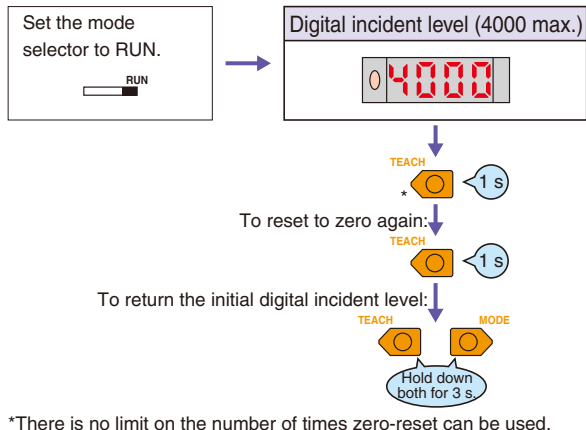 Set the mode
selector to RUN.
RUN
Digital incident level (4000 max.)
4000
TEACH
* 1 s
To reset to zero again:
TEACH
1 s
To return the initial digital incident level:
TEACH MODE
Hold down
both for 3 s.
*There is no limit on the number of times zero-reset can be used.